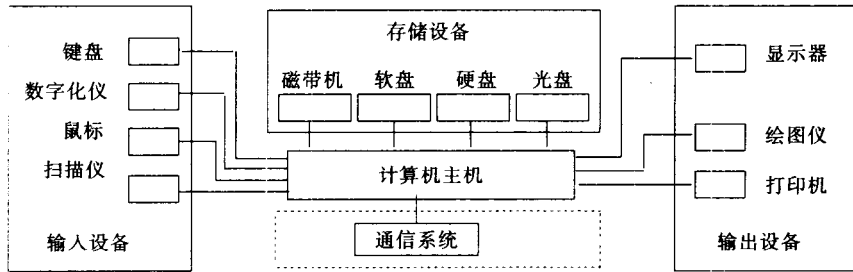 键盘
数字化仪
鼠标
扫描仪
输入设备
存储设备
磁带机 软盘 硬盘 光盘
计算机主机
通信系统
显示器
绘图仪
打印机
输出设备